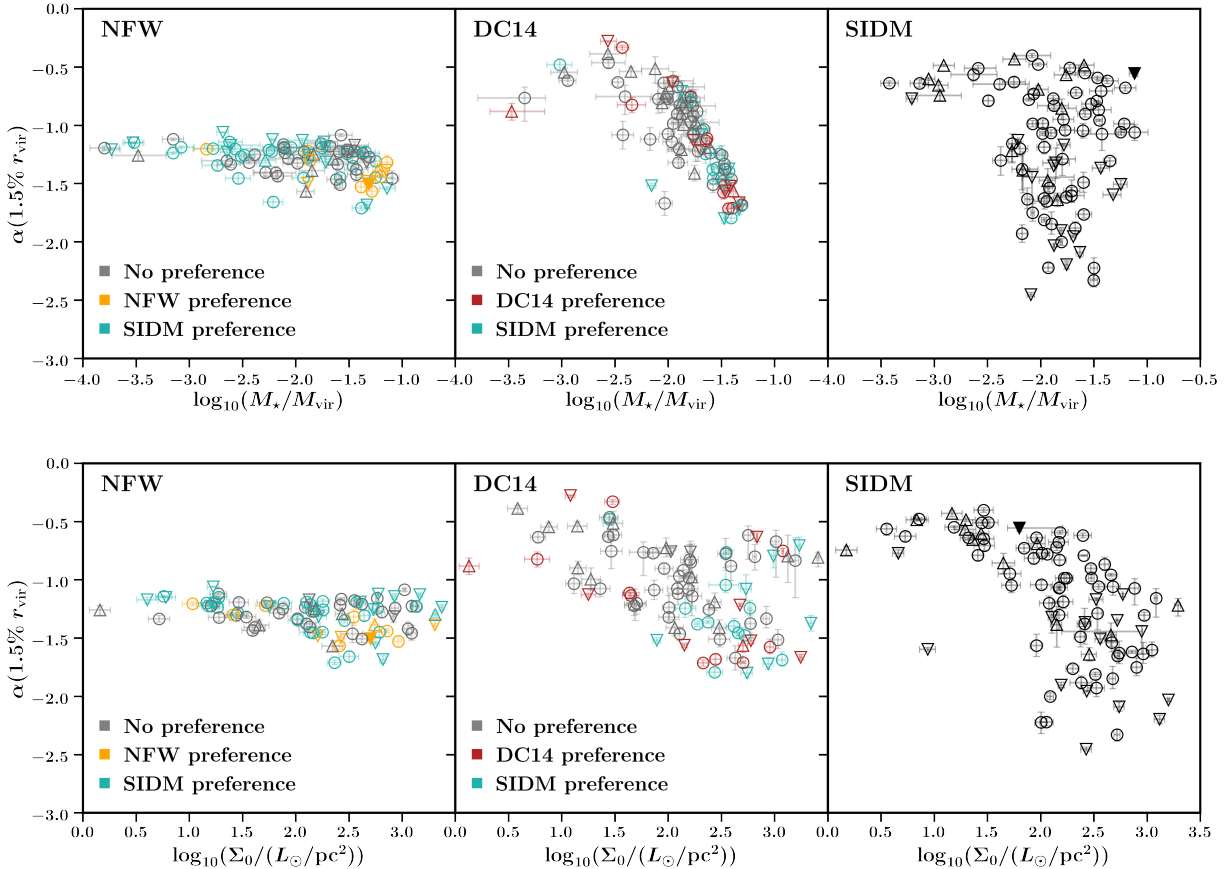 NFW DC14 SIDM
0.0
−0.5
−1.0
−1.5
−2.0
−2.5
−3.0
α(1.5% r_vir)
No preference
NFW preference
SIDM preference
No preference
DC14 preference
SIDM preference
−4.0 −3.5 −3.0 −2.5 −2.0 −1.5 −1.0 −4.0 −3.5 −3.0 −2.5 −2.0 −1.5 −1.0 −4.0 −3.5 −3.0 −2.5 −2.0 −1.5 −1.0 −0.5
log₁₀(M⋆/M_vir) log₁₀(M⋆/M_vir) log₁₀(M⋆/M_vir)
NFW DC14 SIDM
0.0
−0.5
−1.0
−1.5
−2.0
−2.5
−3.0
α(1.5% r_vir)
No preference
NFW preference
SIDM preference
No preference
DC14 preference
SIDM preference
0.0 0.5 1.0 1.5 2.0 2.5 3.0 0.0 0.5 1.0 1.5 2.0 2.5 3.0 0.0 0.5 1.0 1.5 2.0 2.5 3.0 3.5
log₁₀(Σ₀/(L⊙/pc²)) log₁₀(Σ₀/(L⊙/pc²)) log₁₀(Σ₀/(L⊙/pc²))